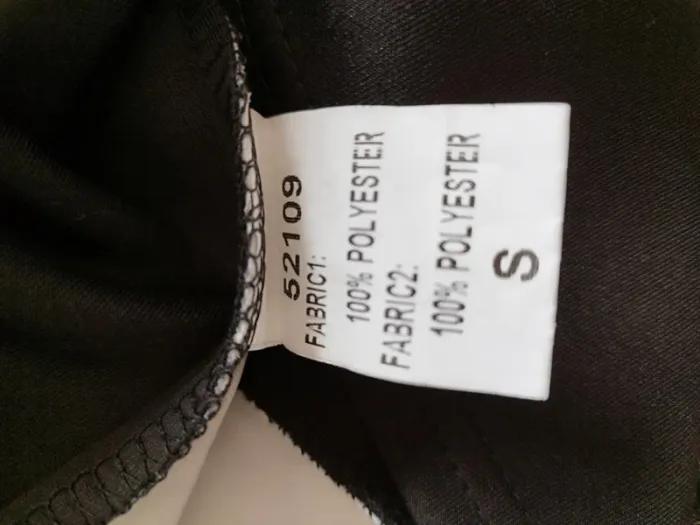 52109
FABRIC1:
100% POLYESTER
FABRIC2:
100% POLYESTER
S